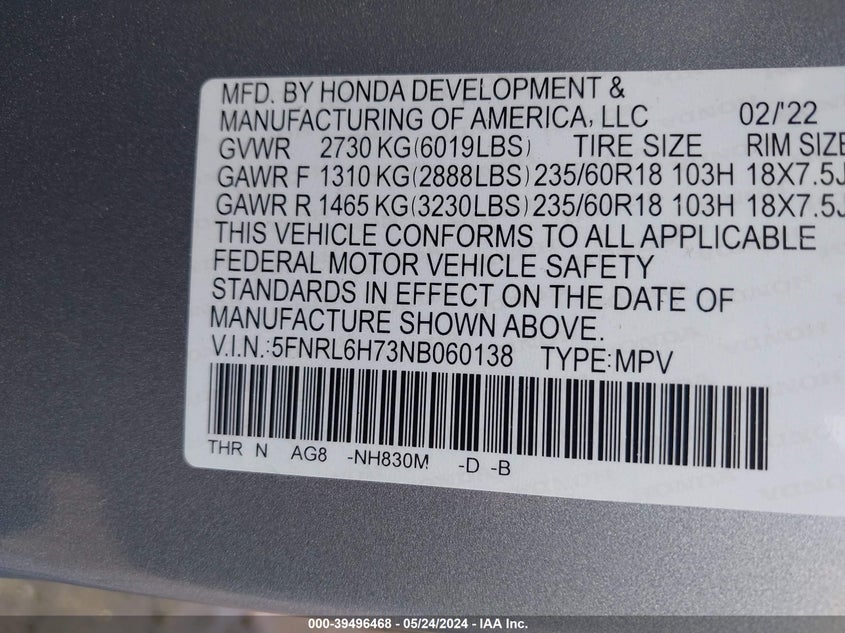 MFD. BY HONDA DEVELOPMENT &
MANUFACTURING OF AMERICA, LLC 02/'22
GVWR 2730 KG(6019LBS) TIRE SIZE RIM SIZE
GAWR F 1310 KG(2888LBS) 235/60R18 103H 18X7.5J
GAWR R 1465 KG(3230LBS) 235/60R18 103H 18X7.5J
THIS VEHICLE CONFORMS TO ALL APPLICABLE
FEDERAL MOTOR VEHICLE SAFETY
STANDARDS IN EFFECT ON THE DATE OF
MANUFACTURE SHOWN ABOVE.
V.I.N.:5FNRL6H73NB060138 TYPE:MPV
THR N AG8 -NH830M -D -B
000-39496468 - 05/24/2024 - IAA Inc.